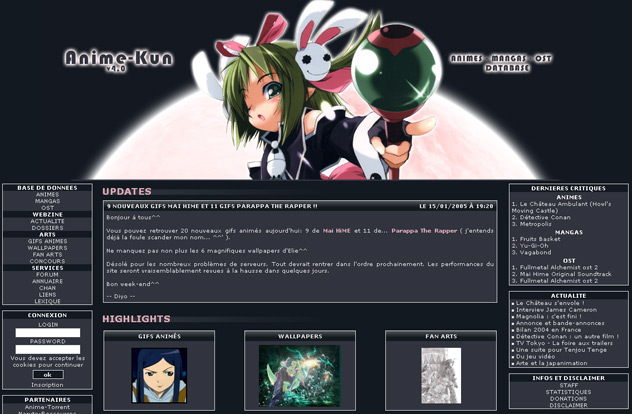 Anime-Kun
v4.0
ANIMES - MANGAS - OST
DATABASE
BASE DE DONNEES
ANIMES
MANGAS
OST
WEBZINE
ACTUALITE
DOSSIERS
ARTS
GIFS ANIMES
WALLPAPERS
FAN ARTS
CONCOURS
SERVICES
FORUM
ANNUAIRE
CHAN
LIENS
LEXIQUE
CONNEXION
LOGIN
PASSWORD
Vous devez accepter les
cookies pour continuer
ok
Inscription
PARTENAIRES
Anime-Torrent
UPDATES
9 NOUVEAUX GIFS MAI HIME ET 11 GIFS PARAPPA THE RAPPER !!
LE 15/01/2005 À 19:20
Bonjour à tous^^
Vous pouvez retrouver 20 nouveaux gifs animés aujourd'hui: 9 de Mai HiME et 11 de... Parappa The Rapper ( j'entends
déjà la foule scander mon nom... ^^' ).
Ne manquez pas non plus les 6 magnifiques wallpapers d'Elie^^
Désolé pour les nombreux problèmes de serveurs. Tout devrait rentrer dans l'ordre prochainement. Les performances du
site seront vraisemblablement revues à la hausse dans quelques jours.
Bon week-end^^
-- Diyo --
HIGHLIGHTS
GIFS ANIMÉS
WALLPAPERS
FAN ARTS
DERNIERES CRITIQUES
ANIMES
1. Le Château Ambulant (Howl's
Moving Castle)
2. Détective Conan
3. Metropolis
MANGAS
1. Fruits Basket
2. Yu-Gi-Oh
3. Vagabond
OST
1. Fullmetal Alchemist ost 2
2. Mai Hime Original Soundtrack
3. Fullmetal Alchemist ost 1
ACTUALITE
Le Château s'envole !
Interview James Cameron
Magnolia : c'est fini !
Annonce et bande-annonces
Bilan 2004 en France
Détective Conan : un autre film !
TV Tokyo - La foire aux trailers
Une suite pour Tenjou Tenge
Du jeu vidéo
Arte et la Japanimation
INFOS ET DISCLAIMER
STAFF
STATISTIQUES
DONATIONS
DISCLAIMER